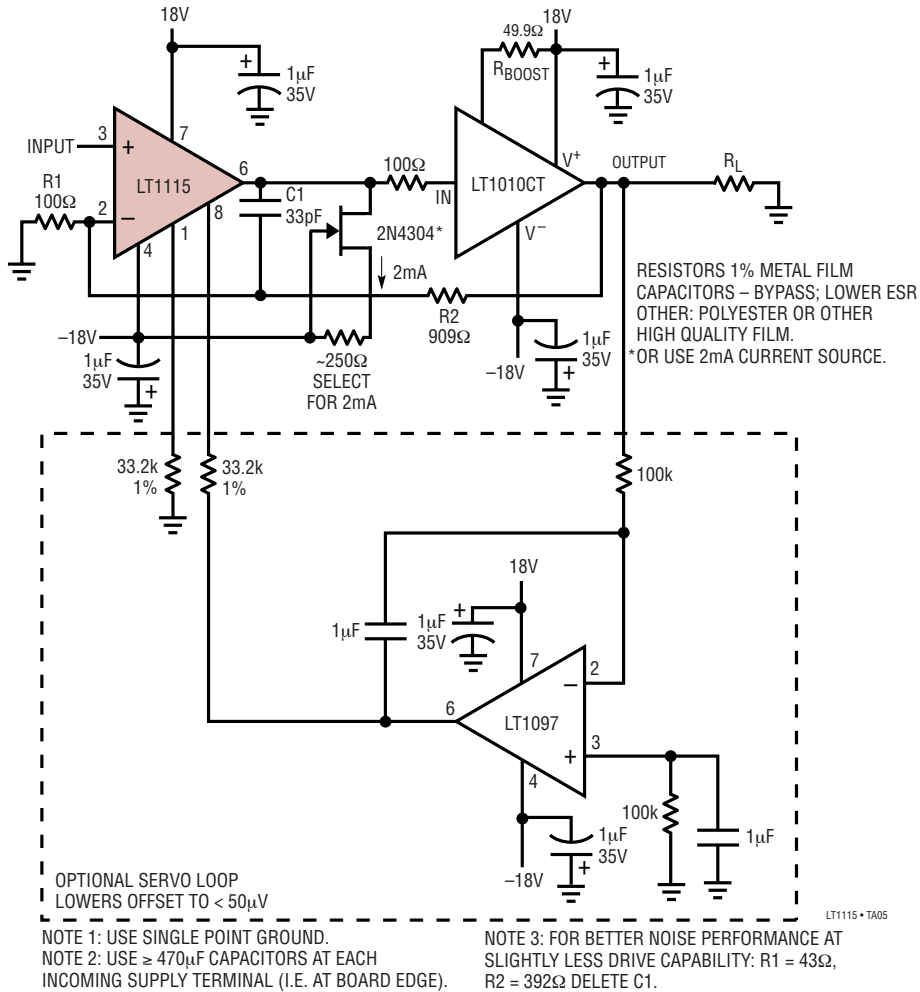 18V
18V
49.9Ω
+
1µF
35V
RBOOST
+
1µF
35V
3
7
INPUT
+
6
100Ω
V+
OUTPUT
RL
R1
100Ω
LT1115
C1
33pF
IN
LT1010CT
2
–
8
4
1
2N4304*
V–
2mA
RESISTORS 1% METAL FILM
CAPACITORS – BYPASS; LOWER ESR
OTHER: POLYESTER OR OTHER
HIGH QUALITY FILM.
*OR USE 2mA CURRENT SOURCE.
R2
909Ω
–18V
1µF
35V
+
~250Ω
SELECT
FOR 2mA
–18V
1µF
35V
+
33.2k
1%
33.2k
1%
100k
18V
1µF
1µF
35V
+
7
2
–
6
LT1097
3
+
4
100k
1µF
1µF
35V
+
–18V
OPTIONAL SERVO LOOP
LOWERS OFFSET TO < 50µV
LT1115 • TA05
NOTE 1: USE SINGLE POINT GROUND.
NOTE 2: USE ≥ 470µF CAPACITORS AT EACH
INCOMING SUPPLY TERMINAL (I.E. AT BOARD EDGE).
NOTE 3: FOR BETTER NOISE PERFORMANCE AT
SLIGHTLY LESS DRIVE CAPABILITY: R1 = 43Ω,
R2 = 392Ω DELETE C1.